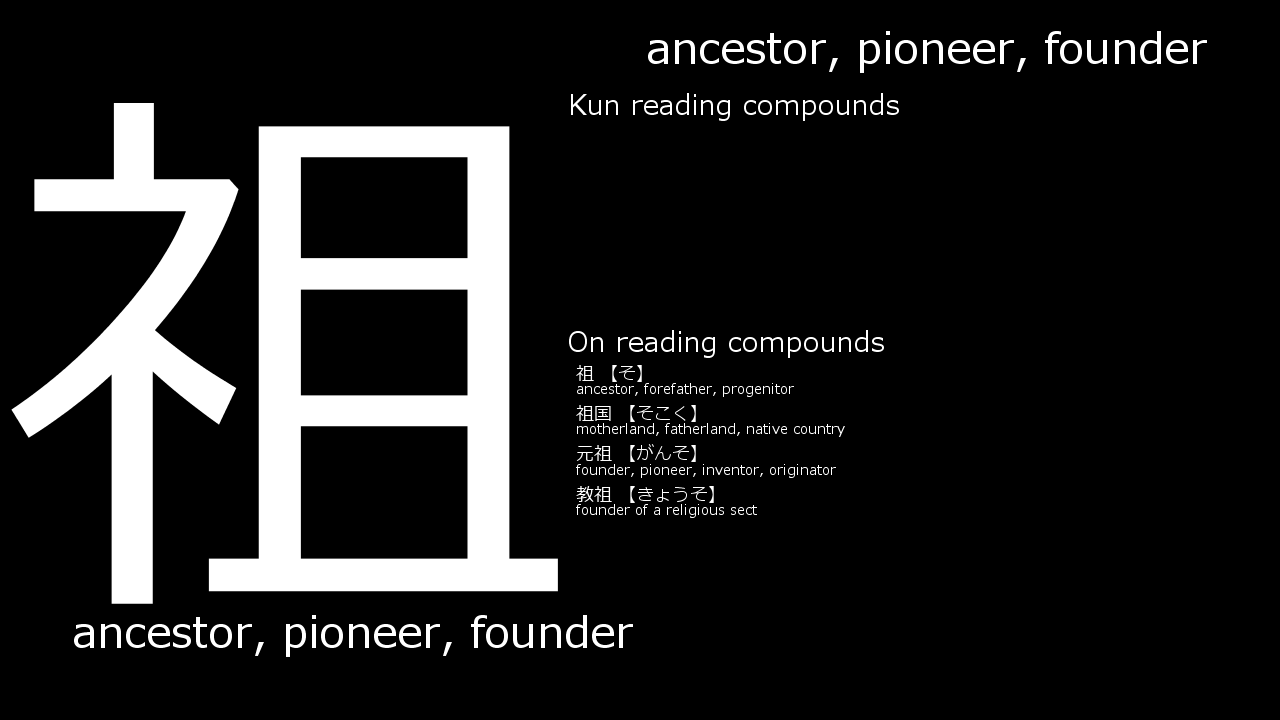 祖
ancestor, pioneer, founder
ancestor, pioneer, founder
Kun reading compounds
On reading compounds
祖 【そ】
ancestor, forefather, progenitor
祖国 【そこく】
motherland, fatherland, native country
元祖 【がんそ】
founder, pioneer, inventor, originator
教祖 【きょうそ】
founder of a religious sect